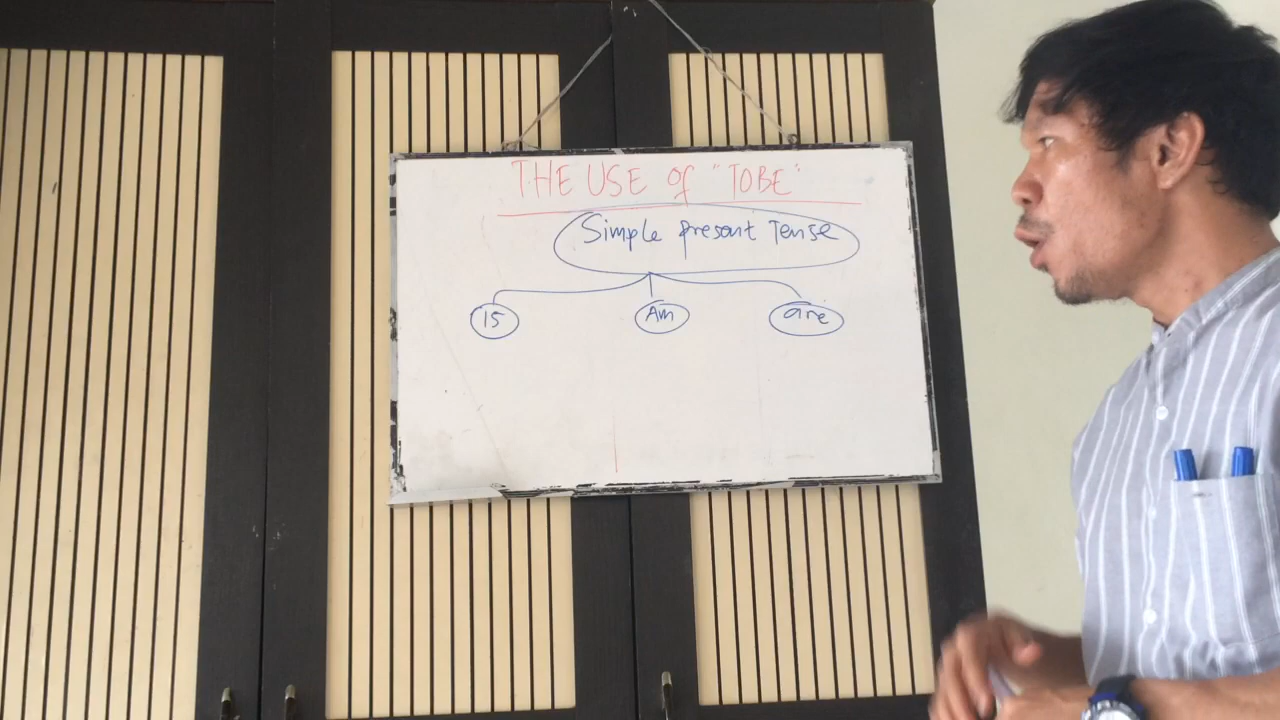 THE USE of "TOBE"
Simple present Tense
IS Am are